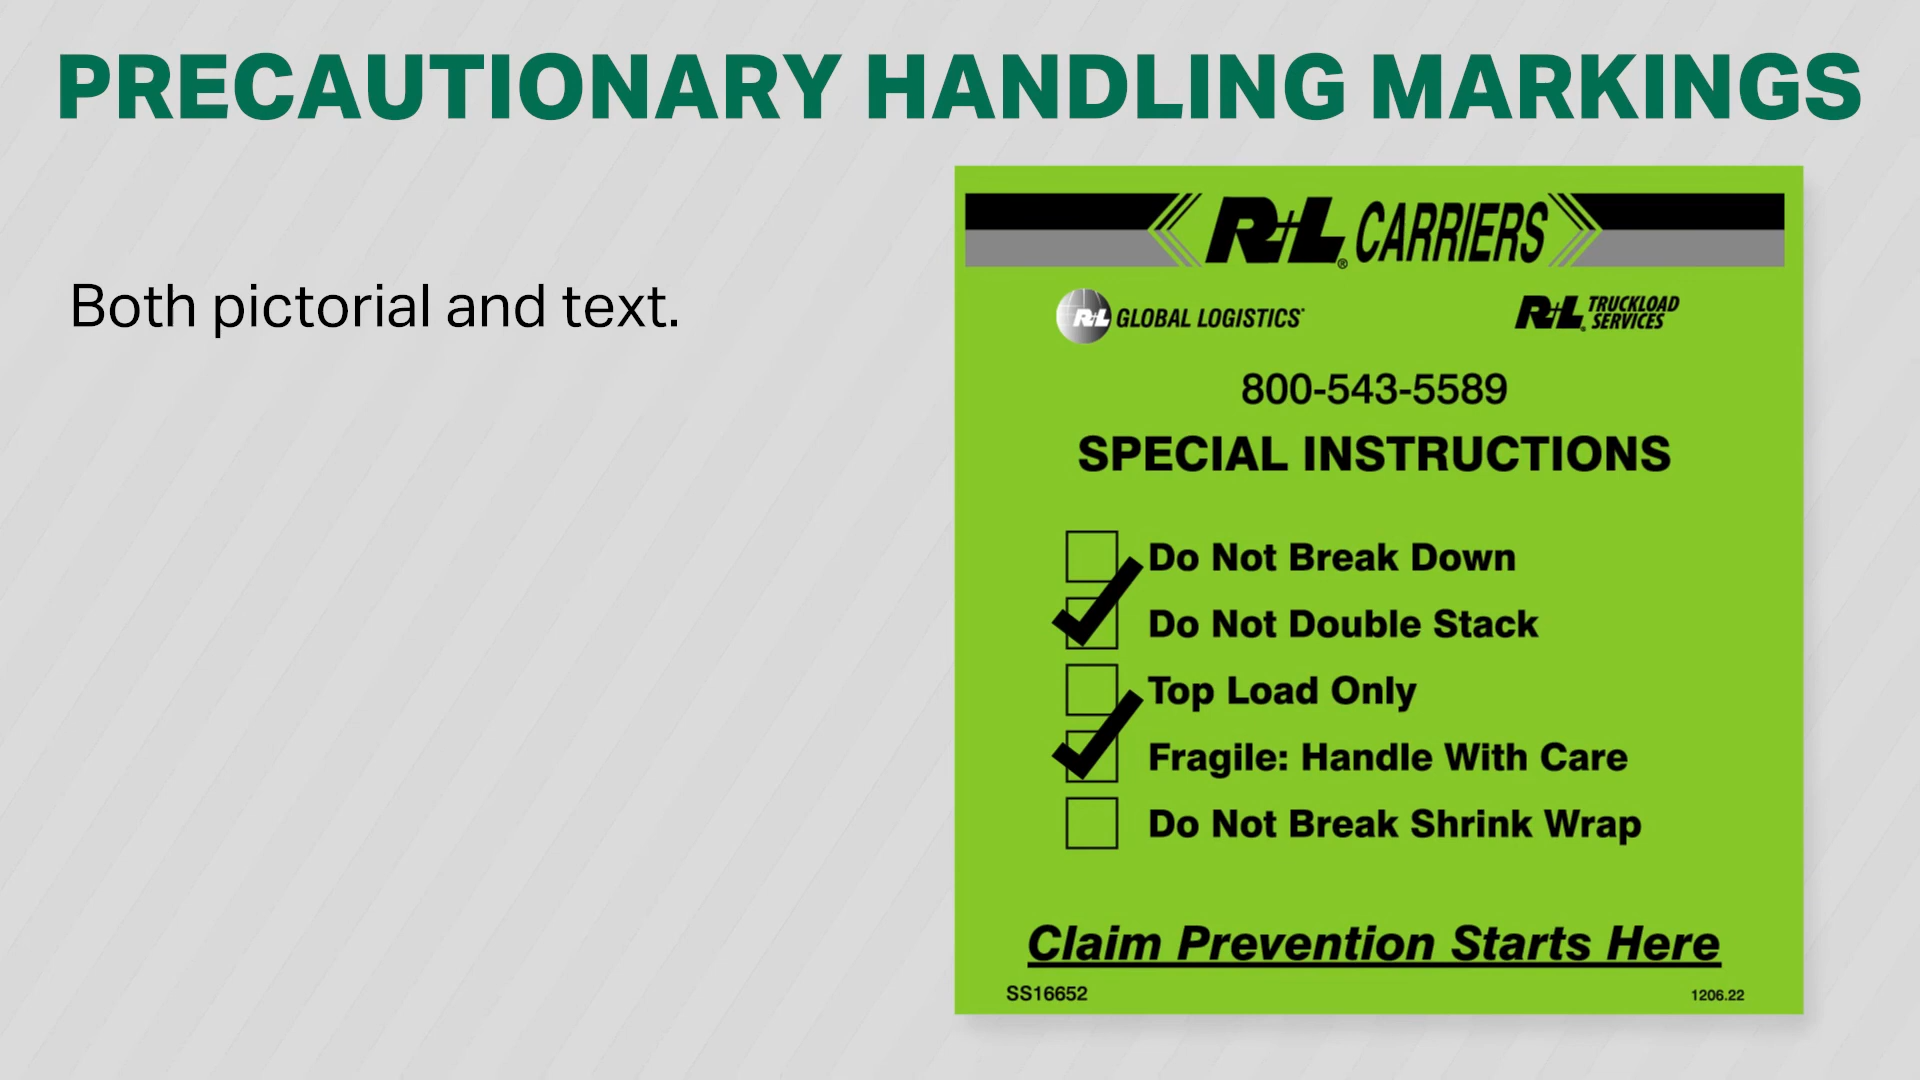 PRECAUTIONARY HANDLING MARKINGS
Both pictorial and text.
R+L® CARRIERS
R+L GLOBAL LOGISTICS
R+L TRUCKLOAD SERVICES
800-543-5589
SPECIAL INSTRUCTIONS
Do Not Break Down
Do Not Double Stack
Top Load Only
Fragile: Handle With Care
Do Not Break Shrink Wrap
Claim Prevention Starts Here
SS16652
1206.22